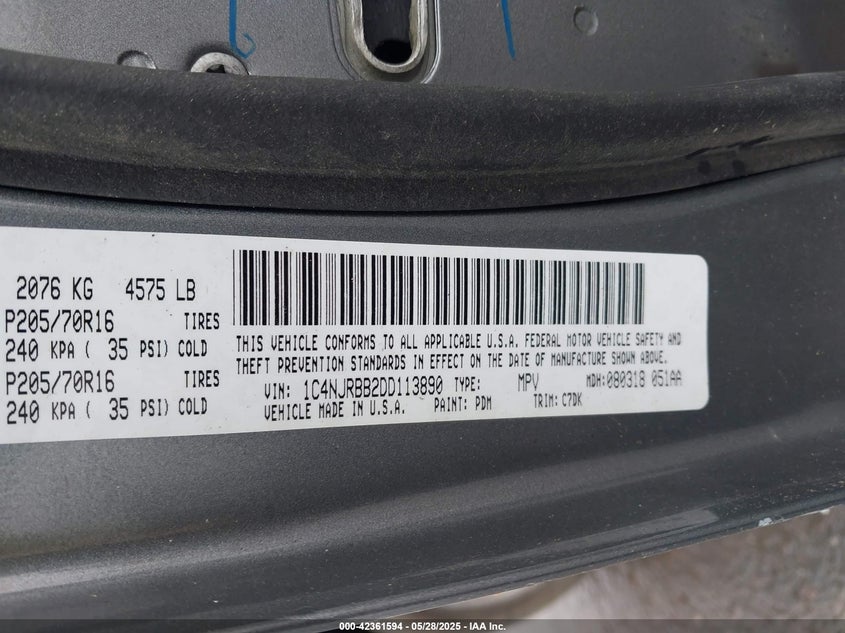 2076 KG 4575 LB
P205/70R16 TIRES
240 KPA ( 35 PSI) COLD
P205/70R16 TIRES
240 KPA ( 35 PSI) COLD
THIS VEHICLE CONFORMS TO ALL APPLICABLE U.S.A. FEDERAL MOTOR VEHICLE SAFETY AND
THEFT PREVENTION STANDARDS IN EFFECT ON THE DATE OF MANUFACTURE SHOWN ABOVE.
VIN: 1C4NJRBB2DD113890 TYPE: MPV MDH: 080318 051AA
VEHICLE MADE IN U.S.A. PAINT: PDM TRIM: C7DK
000-42361594 - 05/28/2025 - IAA Inc.